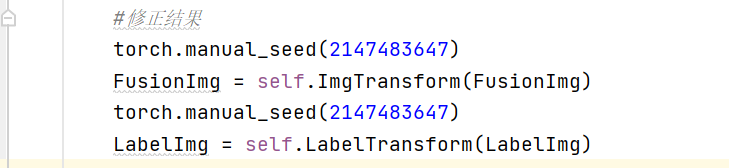 #修正结果
torch.manual_seed(2147483647)
FusionImg = self.ImgTransform(FusionImg)
torch.manual_seed(2147483647)
LabelImg = self.LabelTransform(LabelImg)